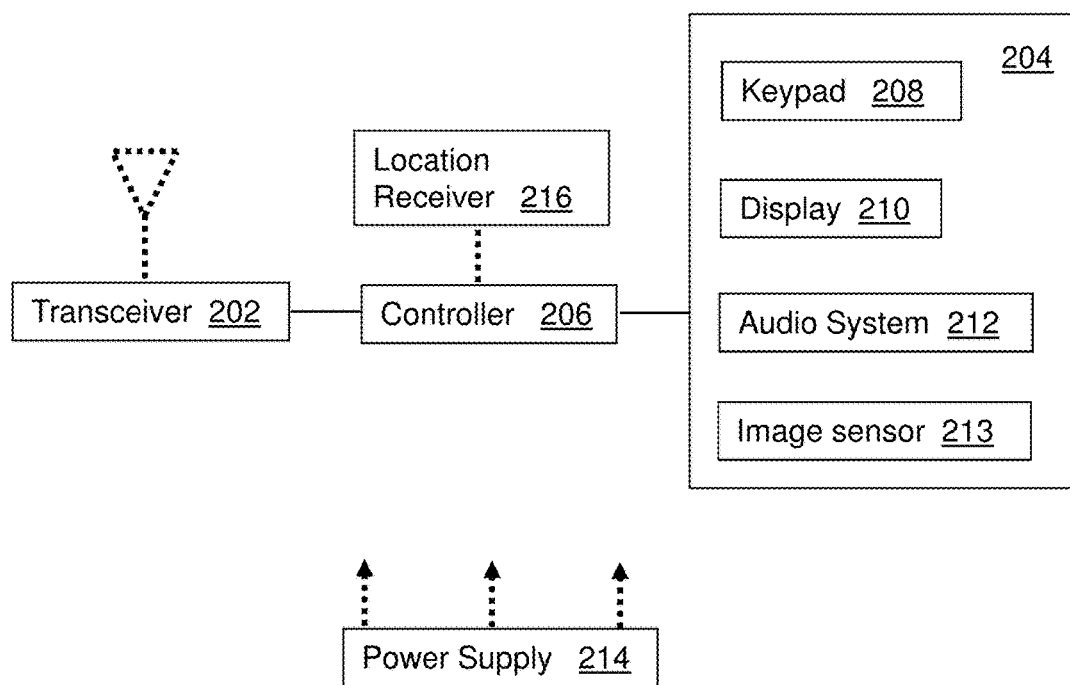 204
Keypad 208
Location
Receiver 216
Display 210
Transceiver 202
Controller 206
Audio System 212
Image sensor 213
Power Supply 214